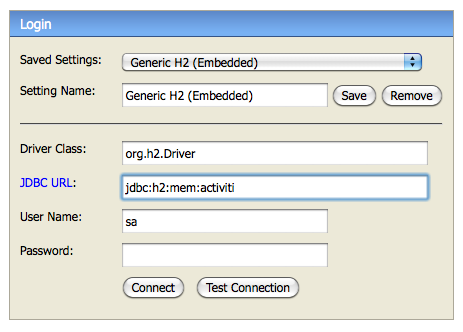 Login
Saved Settings: Generic H2 (Embedded)
Setting Name: Generic H2 (Embedded) Save Remove
Driver Class: org.h2.Driver
JDBC URL: jdbc:h2:mem:activiti
User Name: sa
Password:
Connect Test Connection